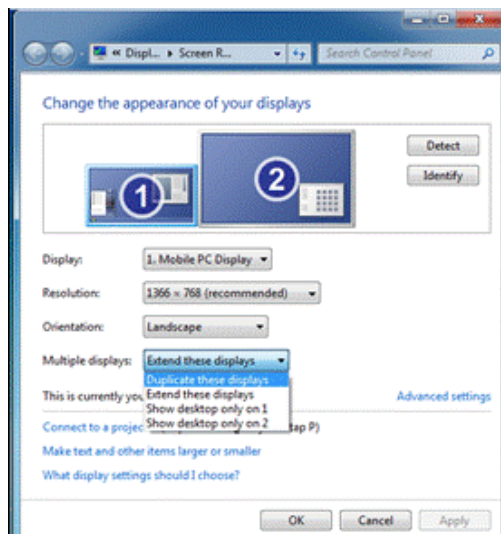 « Displ... ▸ Screen R...
Search Control Panel
Change the appearance of your displays
1
2
Detect
Identify
Display: 1. Mobile PC Display
Resolution: 1366 × 768 (recommended)
Orientation: Landscape
Multiple displays: Extend these displays
Duplicate these displays
This is currently yo
Extend these displays
Advanced settings
Show desktop only on 1
Connect to a projec
Show desktop only on 2
tap P)
Make text and other items larger or smaller
What display settings should I choose?
OK Cancel Apply